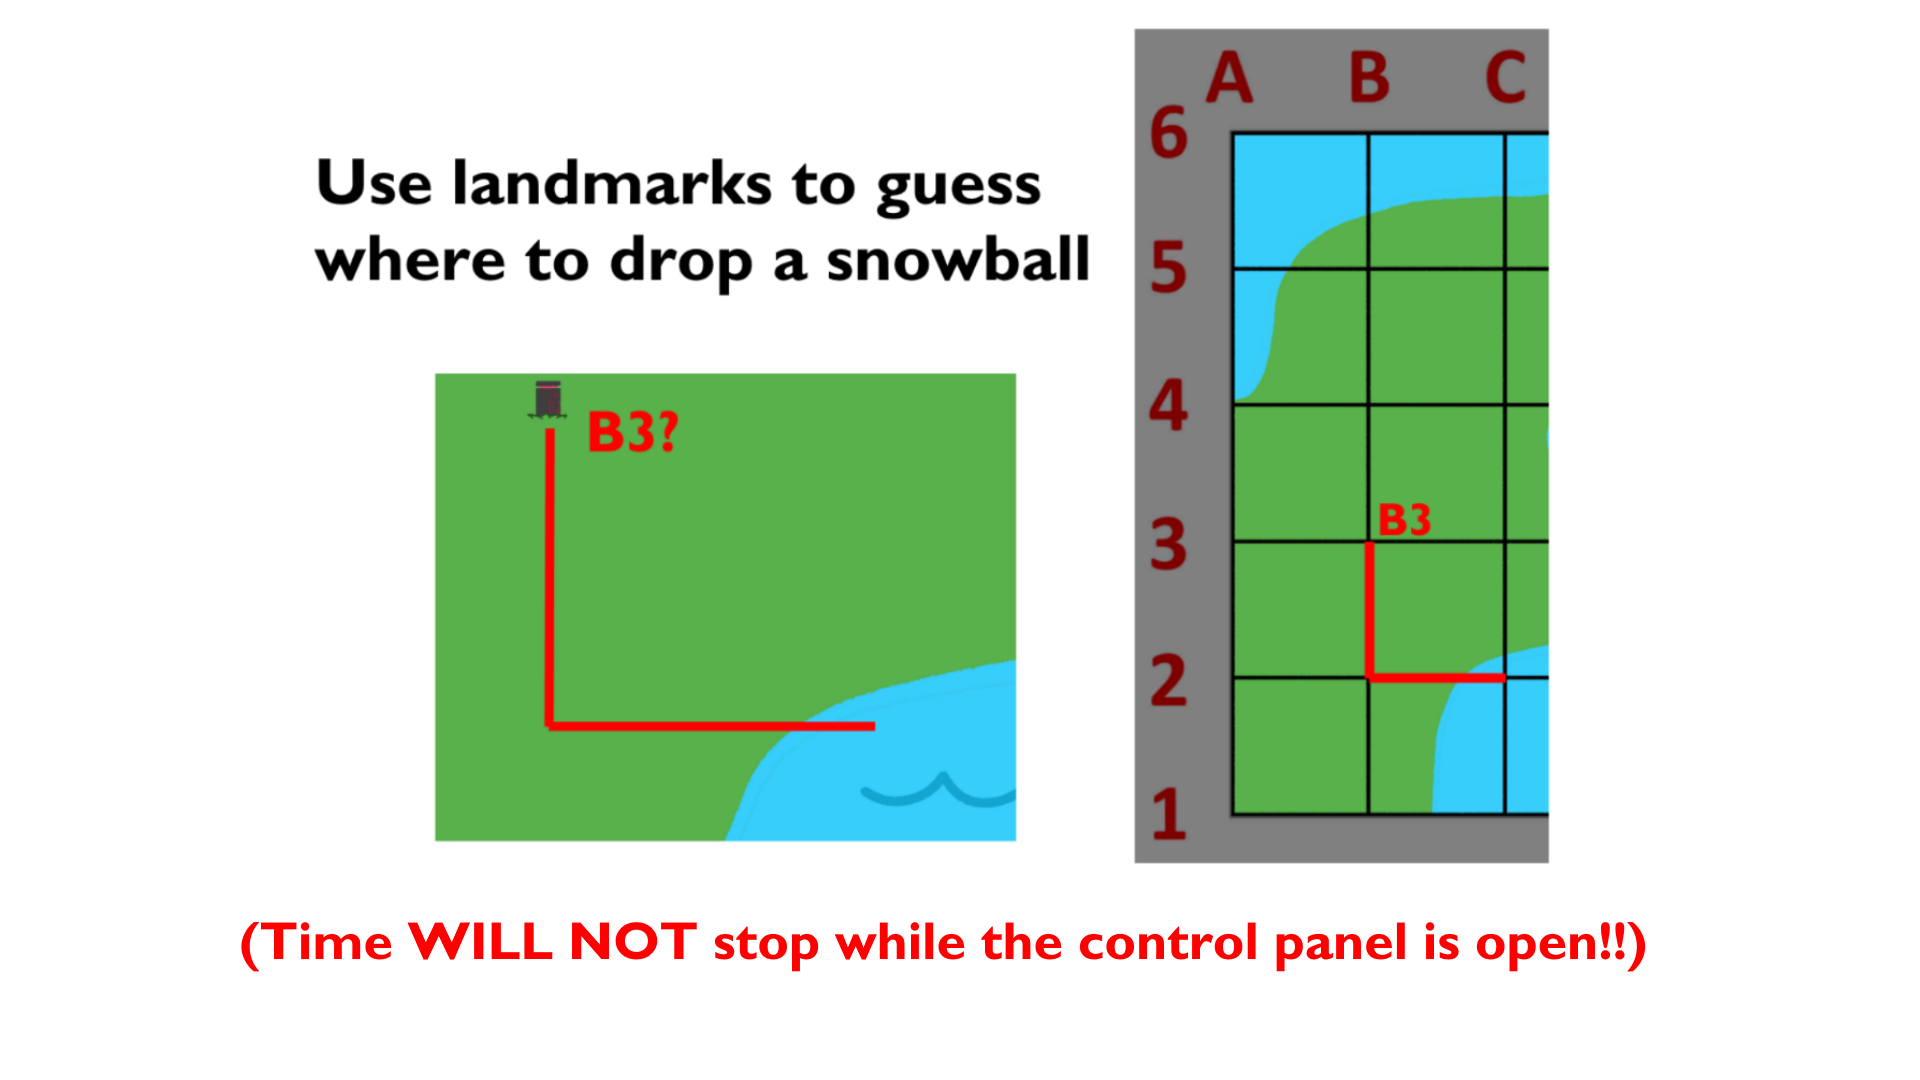 Use landmarks to guess
where to drop a snowball
B3?
A B C
6
5
4
B3
3
2
1
(Time WILL NOT stop while the control panel is open!!)